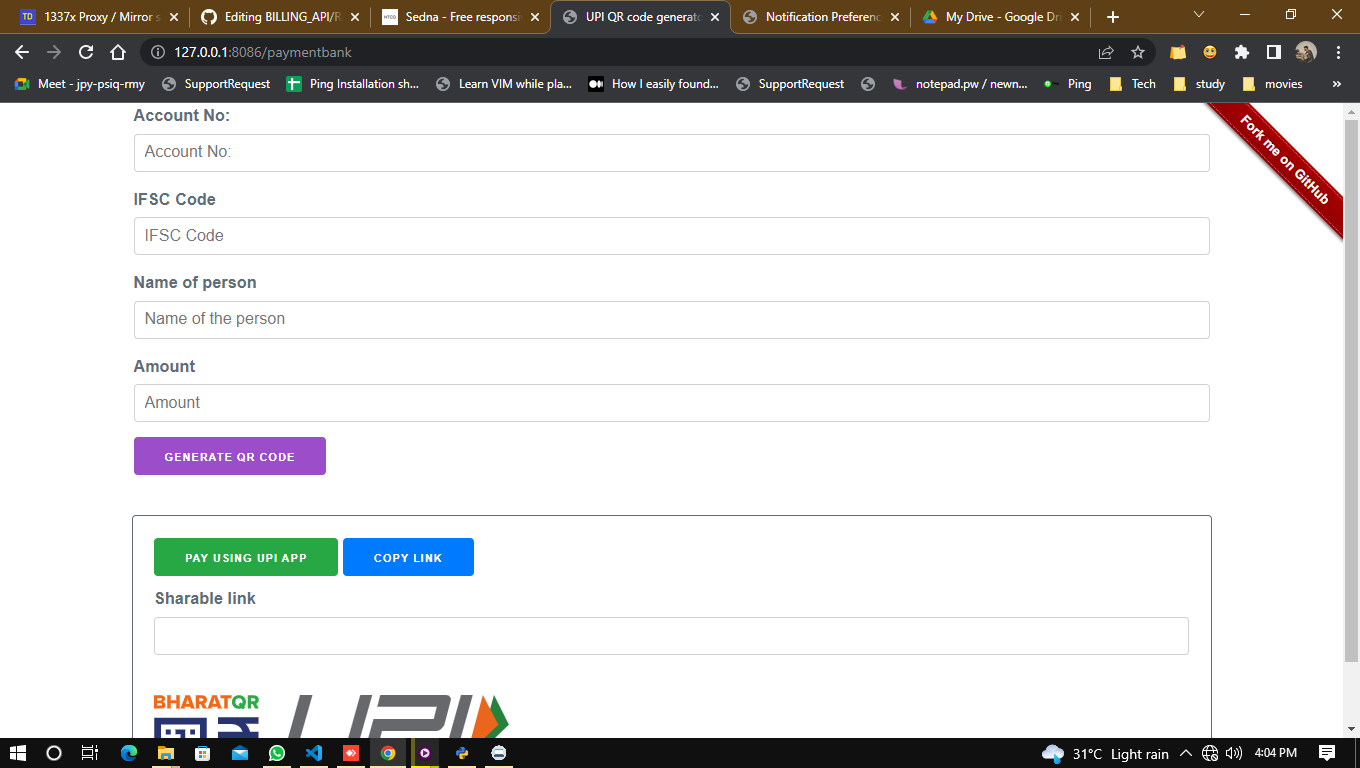 1337x Proxy / Mirror s
Editing BILLING_API/R
Sedna - Free responsi
UPI QR code generato
Notification Preferenc
My Drive - Google Dri
127.0.0.1:8086/paymentbank
Meet - jpy-psiq-rmy
SupportRequest
Ping Installation sh...
Learn VIM while pla...
How I easily found...
SupportRequest
notepad.pw / newn...
Ping
Tech
study
movies
»
Fork me on GitHub
Account No:
Account No:
IFSC Code
IFSC Code
Name of person
Name of the person
Amount
Amount
GENERATE QR CODE
PAY USING UPI APP
COPY LINK
Sharable link
BHARATQR
UPI
31°C Light rain
4:04 PM